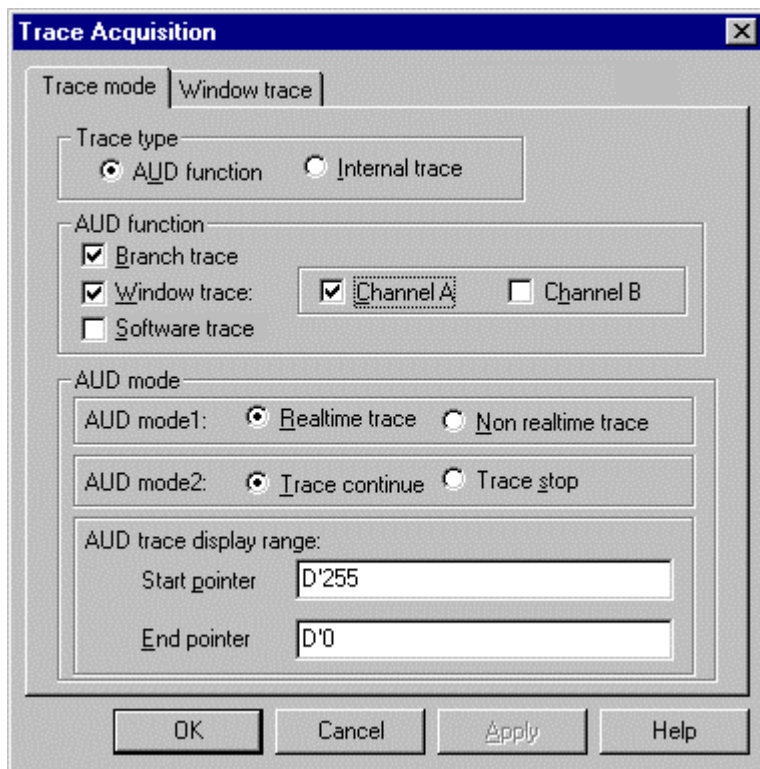 Trace Acquisition
Trace mode
Window trace
Trace type
AUD function
Internal trace
AUD function
Branch trace
Window trace:
Channel A
Channel B
Software trace
AUD mode
AUD mode1:
Realtime trace
Non realtime trace
AUD mode2:
Trace continue
Trace stop
AUD trace display range:
Start pointer
D'255
End pointer
D'0
OK
Cancel
Apply
Help